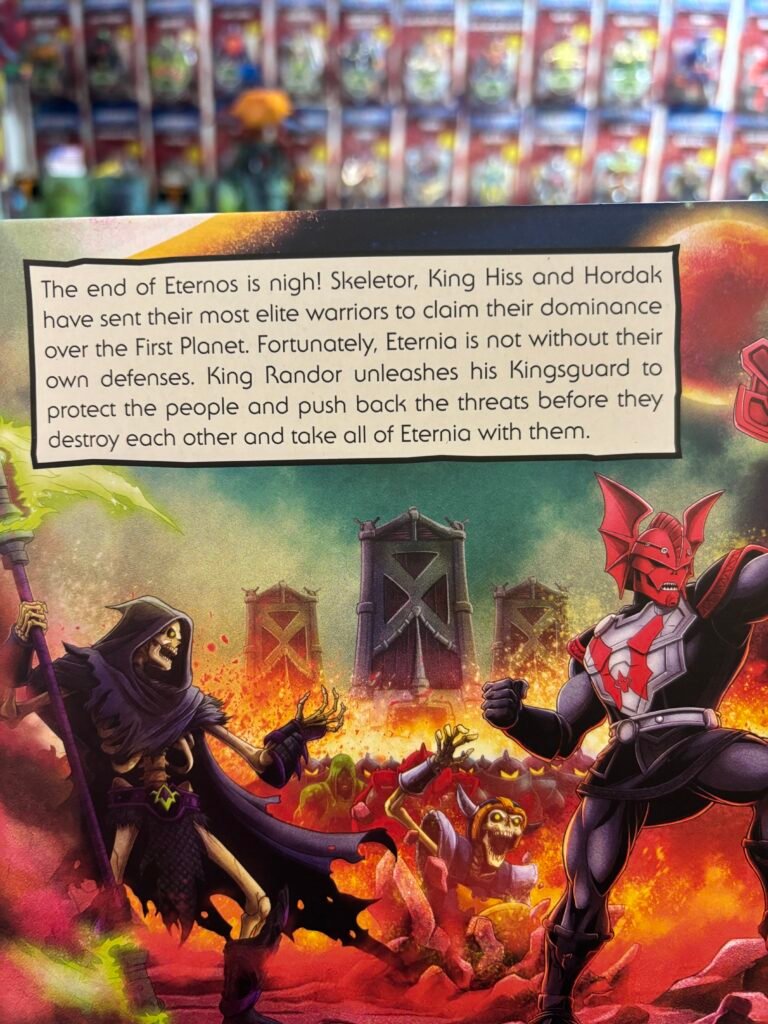 The end of Eternos is nigh! Skeletor, King Hiss and Hordak
have sent their most elite warriors to claim their dominance
over the First Planet. Fortunately, Eternia is not without their
own defenses. King Randor unleashes his Kingsguard to
protect the people and push back the threats before they
destroy each other and take all of Eternia with them.